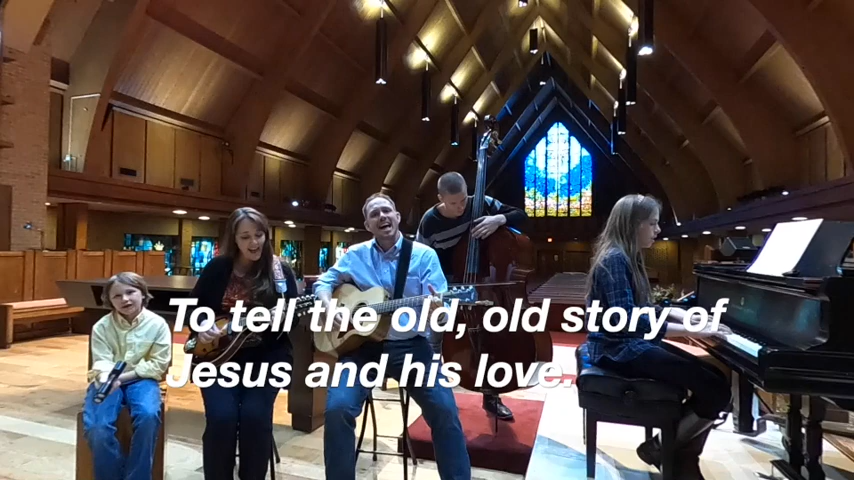 To tell the old, old story of
Jesus and his love.